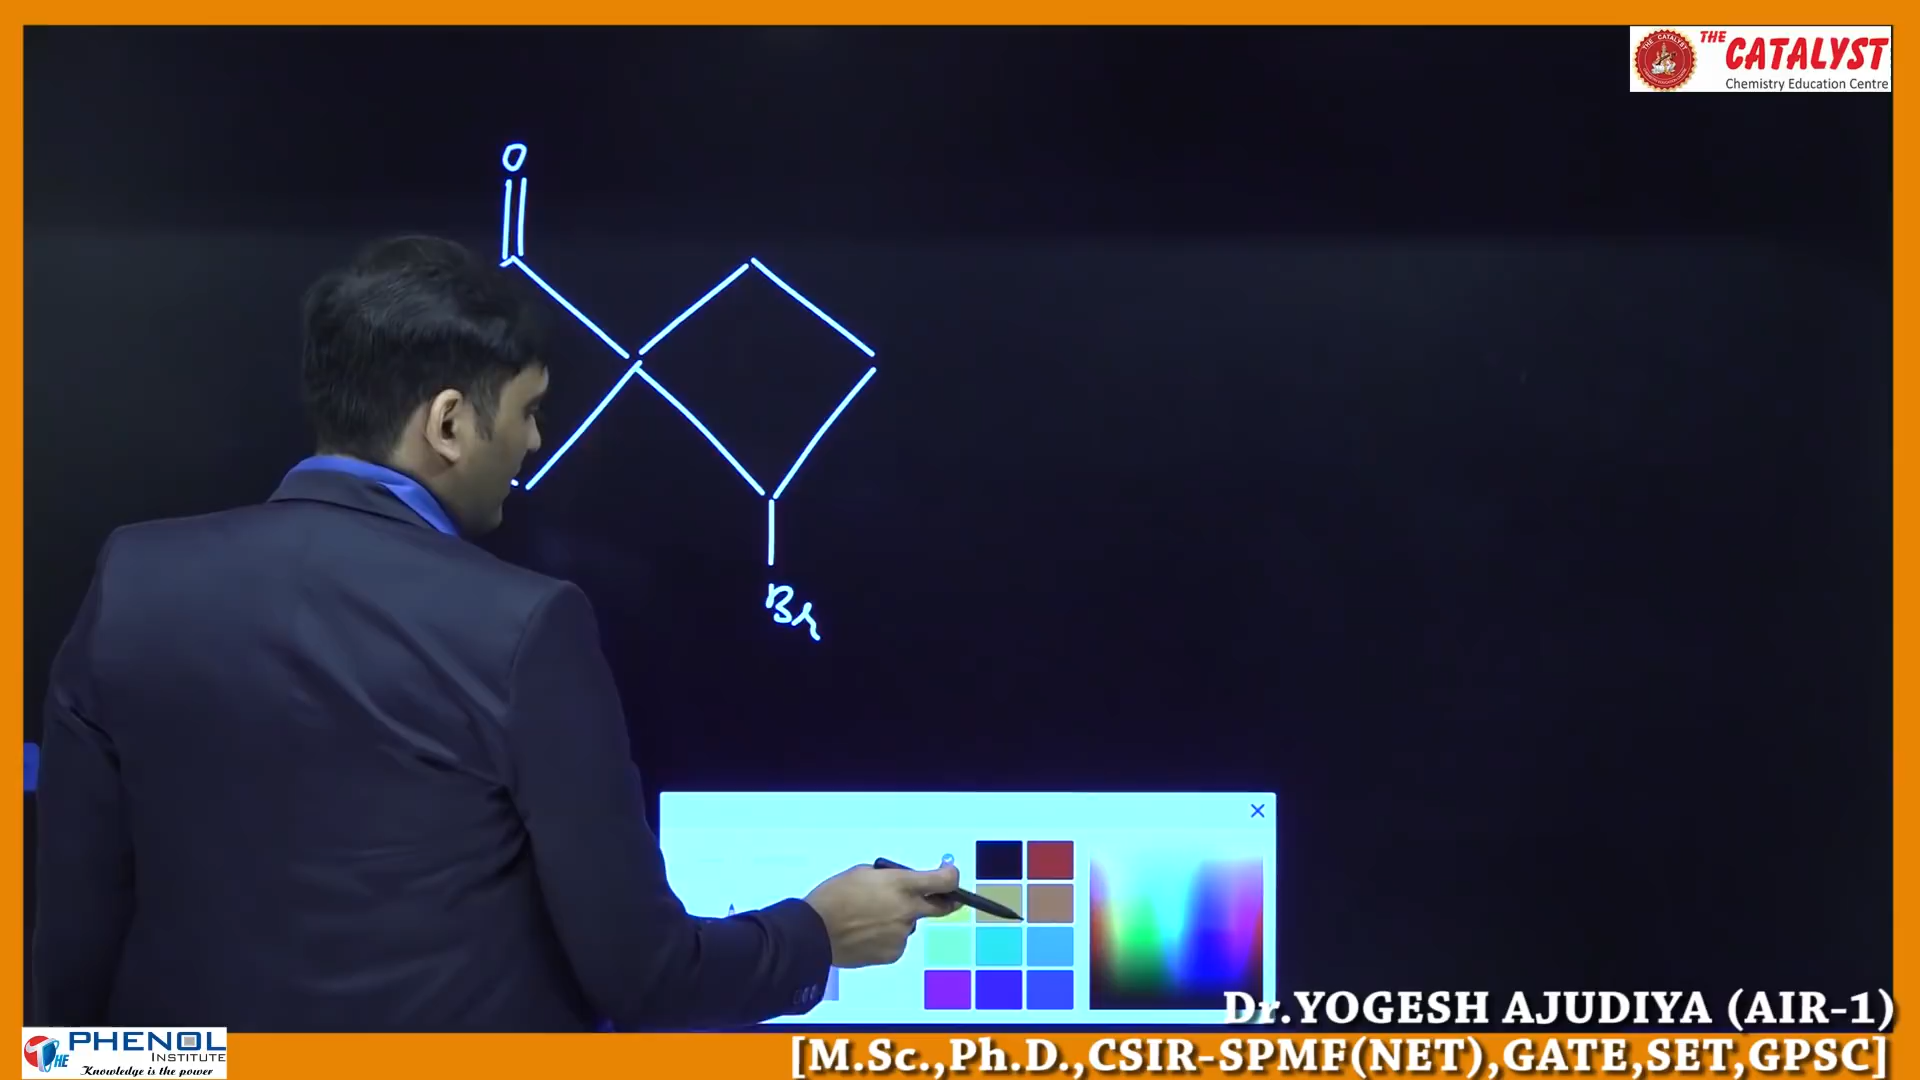 THE
CATALYST
Chemistry Education Centre
O
Br
Dr.YOGESH AJUDIYA (AIR-1)
[M.Sc.,Ph.D.,CSIR-SPMF(NET),GATE,SET,GPSC]
THE PHENOL
INSTITUTE
Knowledge is the power